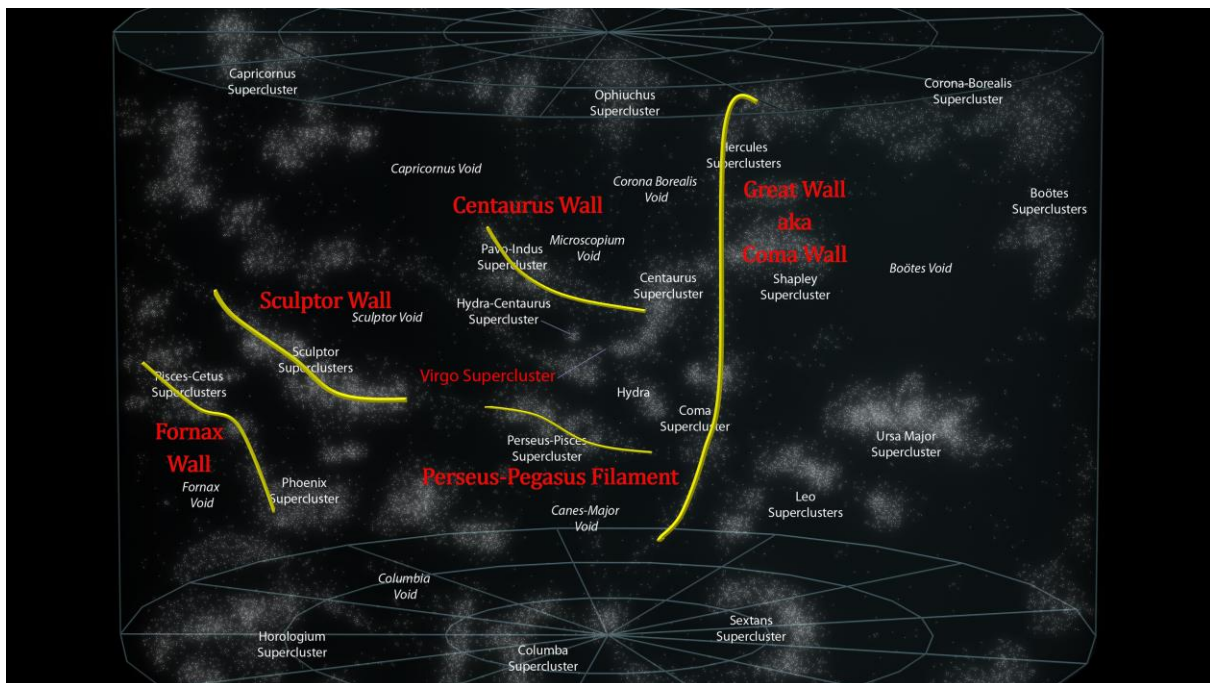 Capricornus
Supercluster
Ophiuchus
Supercluster
Corona-Borealis
Supercluster
Hercules
Superclusters
Capricornus Void
Corona Borealis
Void
Great Wall
aka
Coma Wall
Boötes
Superclusters
Centaurus Wall
Microscopium
Void
Pavo-Indus
Supercluster
Centaurus
Supercluster
Shapley
Supercluster
Boötes Void
Sculptor Wall
Sculptor Void
Hydra-Centaurus
Supercluster
Sculptor
Superclusters
Virgo Supercluster
Pisces-Cetus
Superclusters
Hydra
Coma
Supercluster
Fornax
Wall
Perseus-Pisces
Supercluster
Ursa Major
Supercluster
Perseus-Pegasus Filament
Fornax
Void
Phoenix
Supercluster
Canes-Major
Void
Leo
Superclusters
Columbia
Void
Horologium
Supercluster
Columba
Supercluster
Sextans
Supercluster